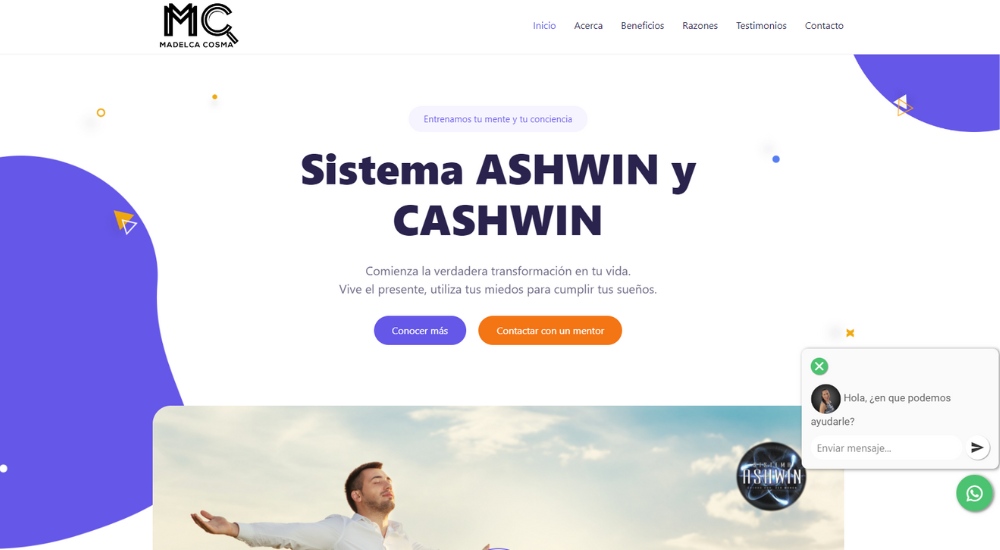 MC
MADELCA COSMA
Inicio Acerca Beneficios Razones Testimonios Contacto
Entrenamos tu mente y tu conciencia
Sistema ASHWIN y
CASHWIN
Comienza la verdadera transformación en tu vida.
Vive el presente, utiliza tus miedos para cumplir tus sueños.
Conocer más Contactar con un mentor
Hola, ¿en que podemos
ayudarle?
Enviar mensaje...
SISTEMA
ASHWIN